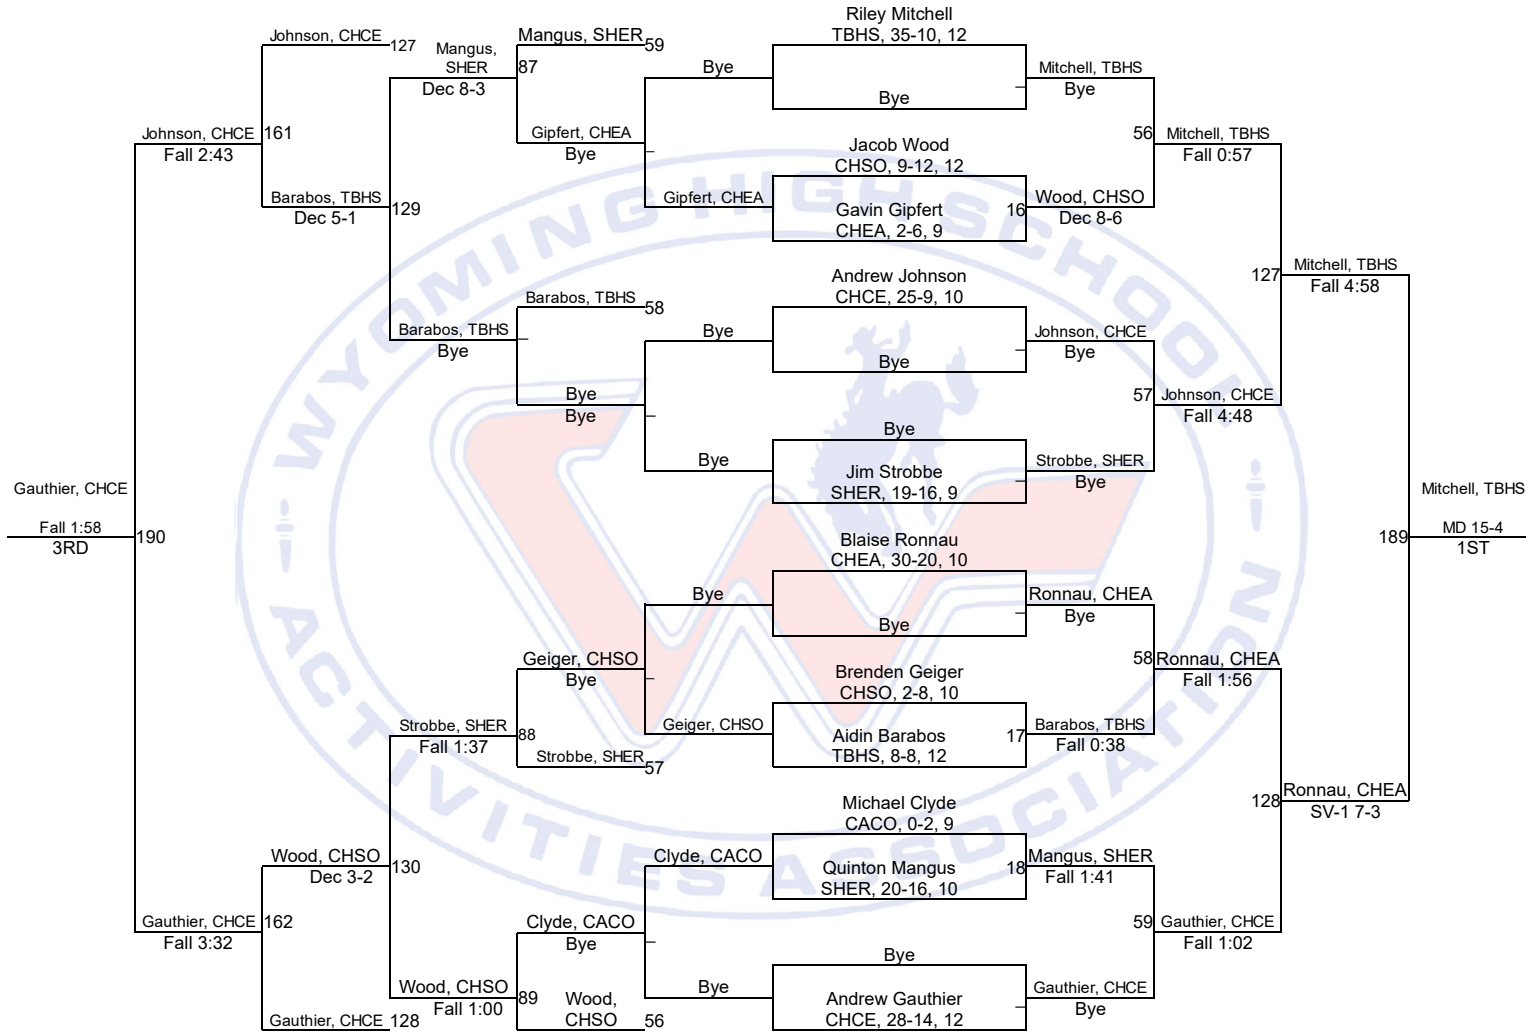 Johnson, CHCE
127
Johnson, CHCE
161
Fall 2:43
Barabos, TBHS
Dec 5-1
129
Mangus,
SHER
87
Dec 8-3
Mangus, SHER
59
Gipfert, CHEA
Bye
Bye
Gipfert, CHEA
Barabos, TBHS
Bye
Barabos, TBHS
58
Bye
Bye
Bye
Bye
Gauthier, CHCE
Fall 1:58
190
3RD
Bye
Geiger, CHSO
Bye
Geiger, CHSO
Strobbe, SHER
88
Fall 1:37
Strobbe, SHER
57
Wood, CHSO
130
Dec 3-2
Gauthier, CHCE
162
Fall 3:32
Gauthier, CHCE
128
Wood, CHSO
89
Fall 1:00
Clyde, CACO
Clyde, CACO
Bye
Wood,
CHSO
56
Bye
Riley Mitchell
TBHS, 35-10, 12
Bye
Jacob Wood
CHSO, 9-12, 12
Gavin Gipfert
16
CHEA, 2-6, 9
Andrew Johnson
CHCE, 25-9, 10
Bye
Bye
Jim Strobbe
SHER, 19-16, 9
Blaise Ronnau
CHEA, 30-20, 10
Bye
Brenden Geiger
CHSO, 2-8, 10
Aidin Barabos
17
TBHS, 8-8, 12
Michael Clyde
CACO, 0-2, 9
Quinton Mangus
18
SHER, 20-16, 10
Bye
Andrew Gauthier
CHCE, 28-14, 12
Mitchell, TBHS
Bye
Wood, CHSO
Dec 8-6
Johnson, CHCE
Bye
Strobbe, SHER
Bye
Ronnau, CHEA
Bye
Barabos, TBHS
Fall 0:38
Mangus, SHER
Fall 1:41
Gauthier, CHCE
Bye
56
Mitchell, TBHS
Fall 0:57
57
Johnson, CHCE
Fall 4:48
58
Ronnau, CHEA
Fall 1:56
59
Gauthier, CHCE
Fall 1:02
127
Mitchell, TBHS
Fall 4:58
128
Ronnau, CHEA
SV-1 7-3
Mitchell, TBHS
189
MD 15-4
1ST
WYOMING HIGH SCHOOL
ACTIVITIES ASSOCIATION